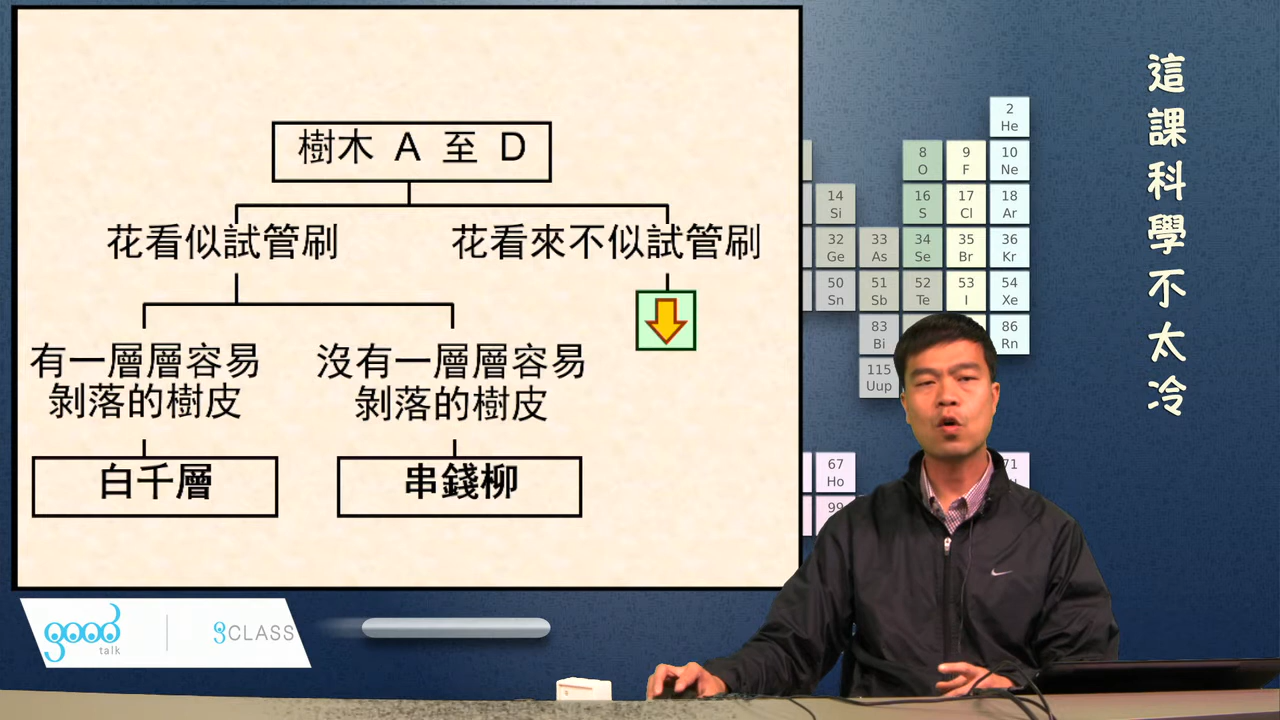 樹木 A 至 D
花看似試管刷
花看來不似試管刷
有一層層容易
剝落的樹皮
沒有一層層容易
剝落的樹皮
白千層
串錢柳
這課科學不太冷
2
He
8
O
9
F
10
Ne
14
Si
16
S
17
Cl
18
Ar
32
Ge
33
As
34
Se
35
Br
36
Kr
50
Sn
51
Sb
52
Te
53
I
54
Xe
83
Bi
86
Rn
115
Uup
67
Ho
71
99
good
talk
CLASS